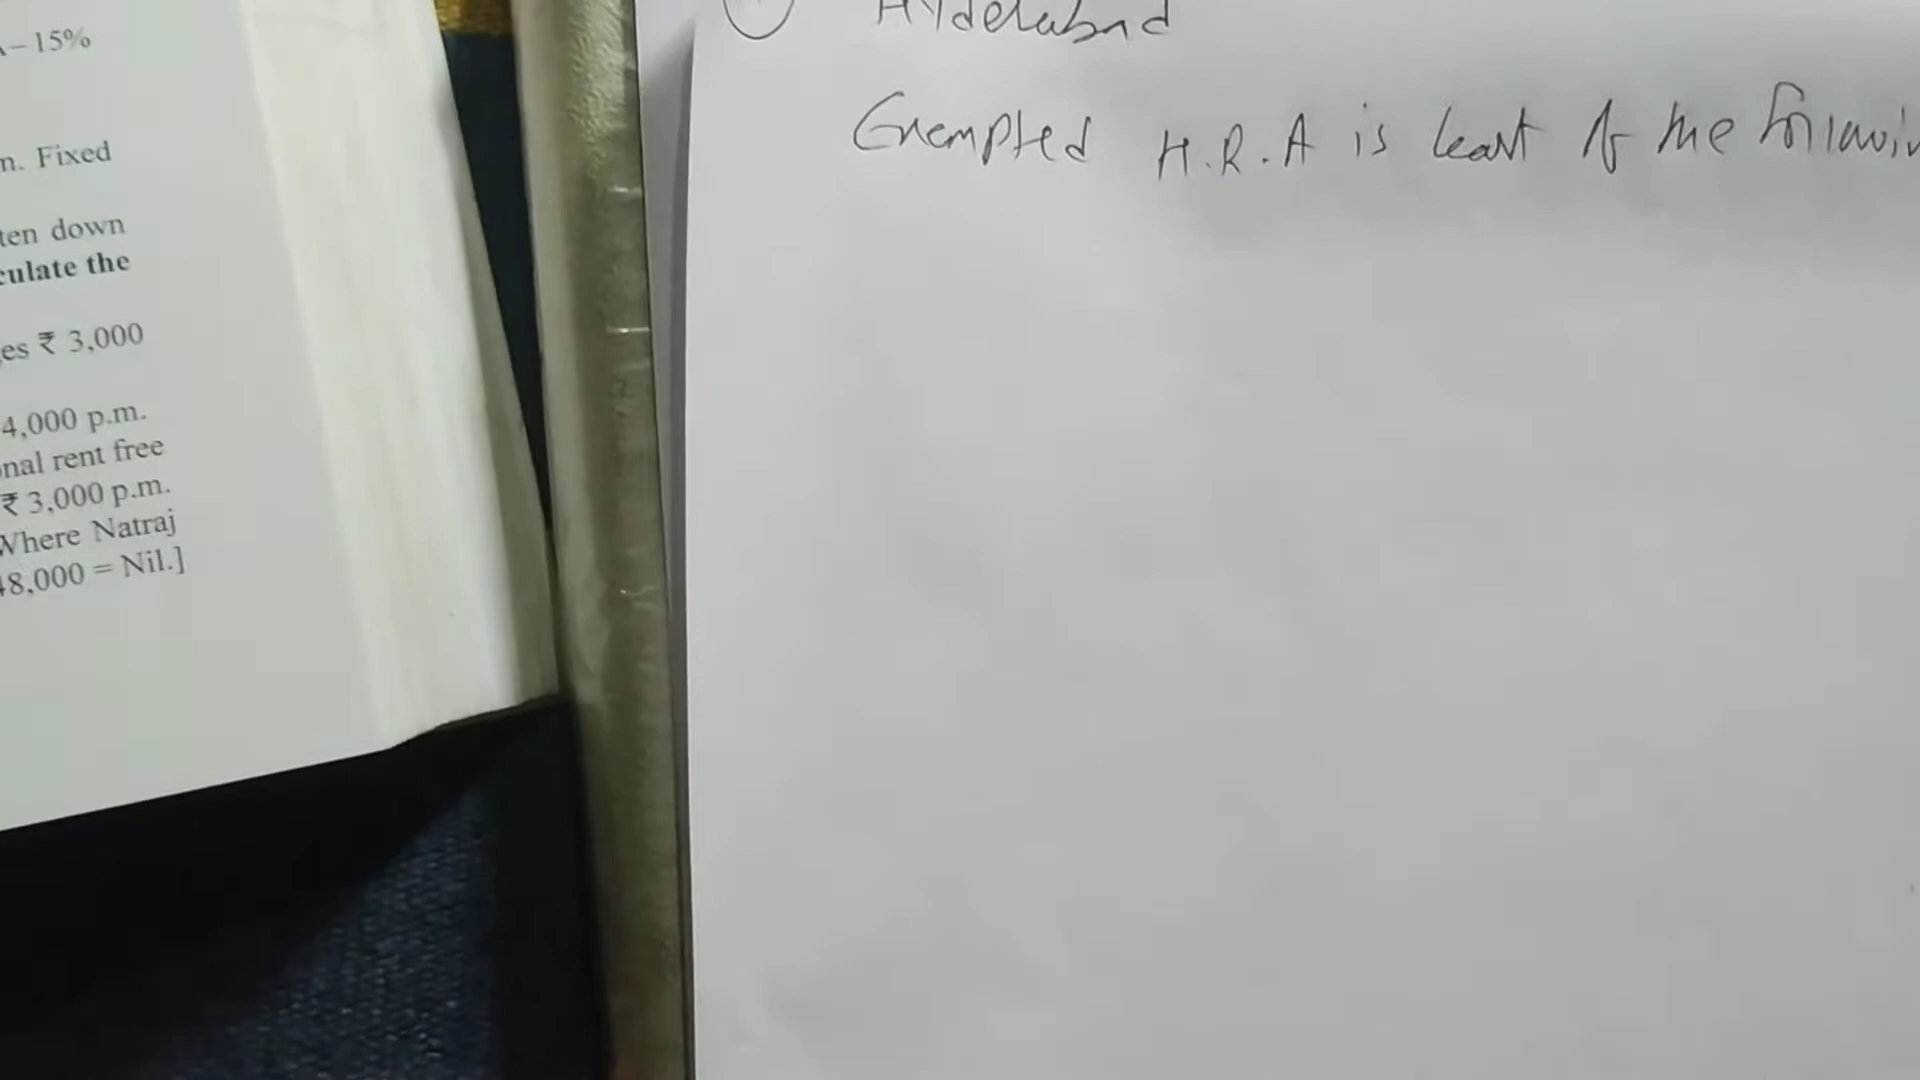 – 15%
n. Fixed
ten down
culate the
es ₹ 3,000
4,000 p.m.
nal rent free
₹ 3,000 p.m.
Where Natraj
48,000 = Nil.]
Hyderabad
Exempted H.R.A is least of the followin